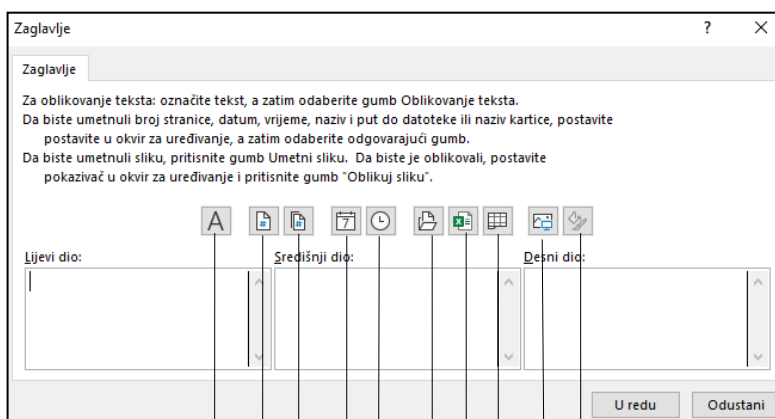 Zaglavlje
?
Zaglavlje
Za oblikovanje teksta: označite tekst, a zatim odaberite gumb Oblikovanje teksta.
Da biste umetnuli broj stranice, datum, vrijeme, naziv i put do datoteke ili naziv kartice, postavite
postavite u okvir za uređivanje, a zatim odaberite odgovarajući gumb.
Da biste umetnuli sliku, pritisnite gumb Umetni sliku. Da biste je oblikovali, postavite
pokazivač u okvir za uređivanje i pritisnite gumb "Oblikuj sliku".
A # # 7
Lijevi dio: Središnji dio: Desni dio:
U redu Odustani